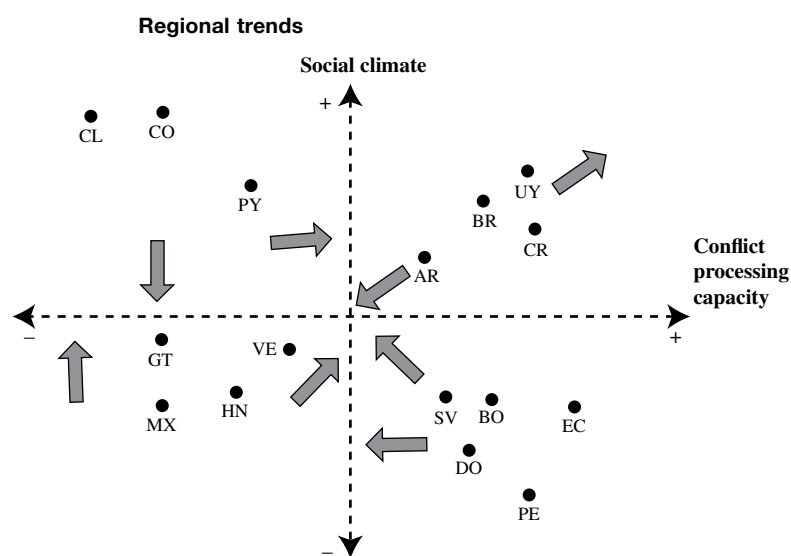 Regional trends
Social climate
+
CL
CO
PY
UY
BR
CR
AR
Conflict
processing
capacity
–
+
GT
VE
MX
HN
SV
BO
EC
DO
PE
–